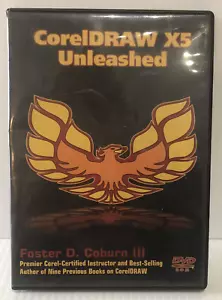 CorelDRAW X5
Unleashed
Foster D. Coburn III
Premier Corel-Certified Instructor and Best-Selling
Author of Nine Previous Books on CorelDRAW
DVD